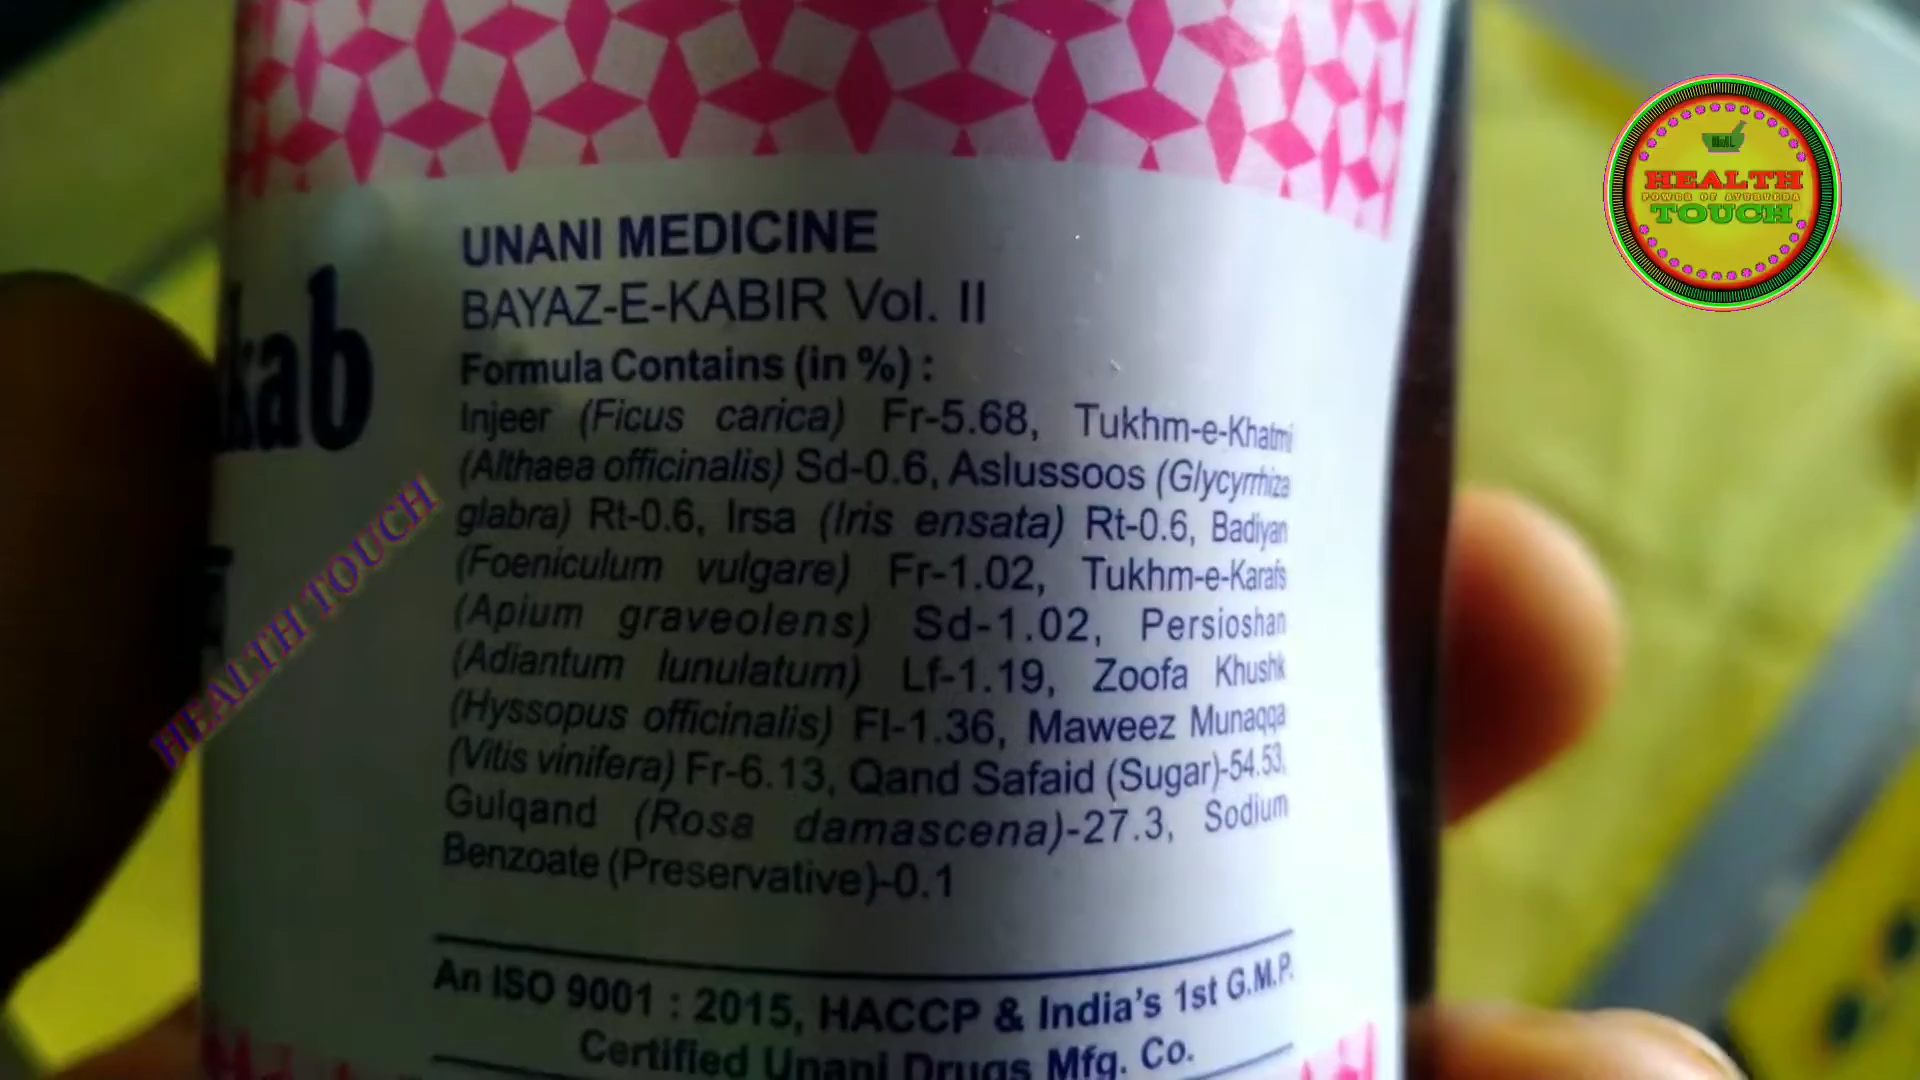 UNANI MEDICINE
BAYAZ-E-KABIR Vol. II
Formula Contains (in %) :
Injeer (Ficus carica) Fr-5.68, Tukhm-e-Khatmi
(Althaea officinalis) Sd-0.6, Aslussoos (Glycyrrhiza
glabra) Rt-0.6, Irsa (Iris ensata) Rt-0.6, Badiyan
(Foeniculum vulgare) Fr-1.02, Tukhm-e-Karafs
(Apium graveolens) Sd-1.02, Persioshan
(Adiantum lunulatum) Lf-1.19, Zoofa Khushk
(Hyssopus officinalis) Fl-1.36, Maweez Munaqqa
(Vitis vinifera) Fr-6.13, Qand Safaid (Sugar)-54.53,
Gulqand (Rosa damascena)-27.3, Sodium
Benzoate (Preservative)-0.1
An ISO 9001 : 2015, HACCP & India's 1st G.M.P.
Certified Unani Drugs Mfg. Co.
kab
HEALTH TOUCH
HEALTH
POWER OF AYURVEDA
TOUCH